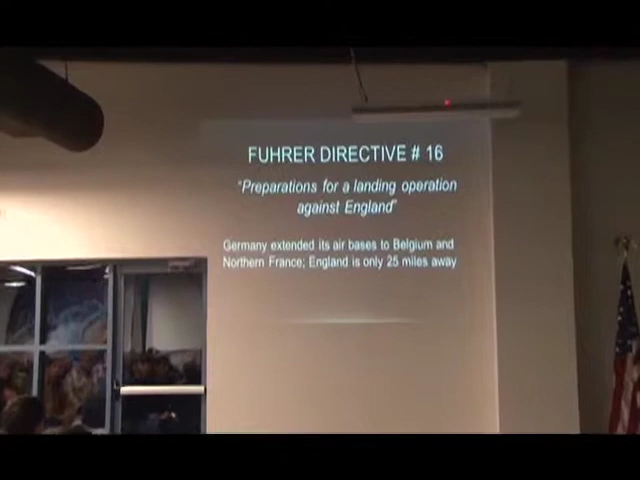 FUHRER DIRECTIVE # 16
"Preparations for a landing operation
against England"
Germany extended its air bases to Belgium and
Northern France; England is only 25 miles away